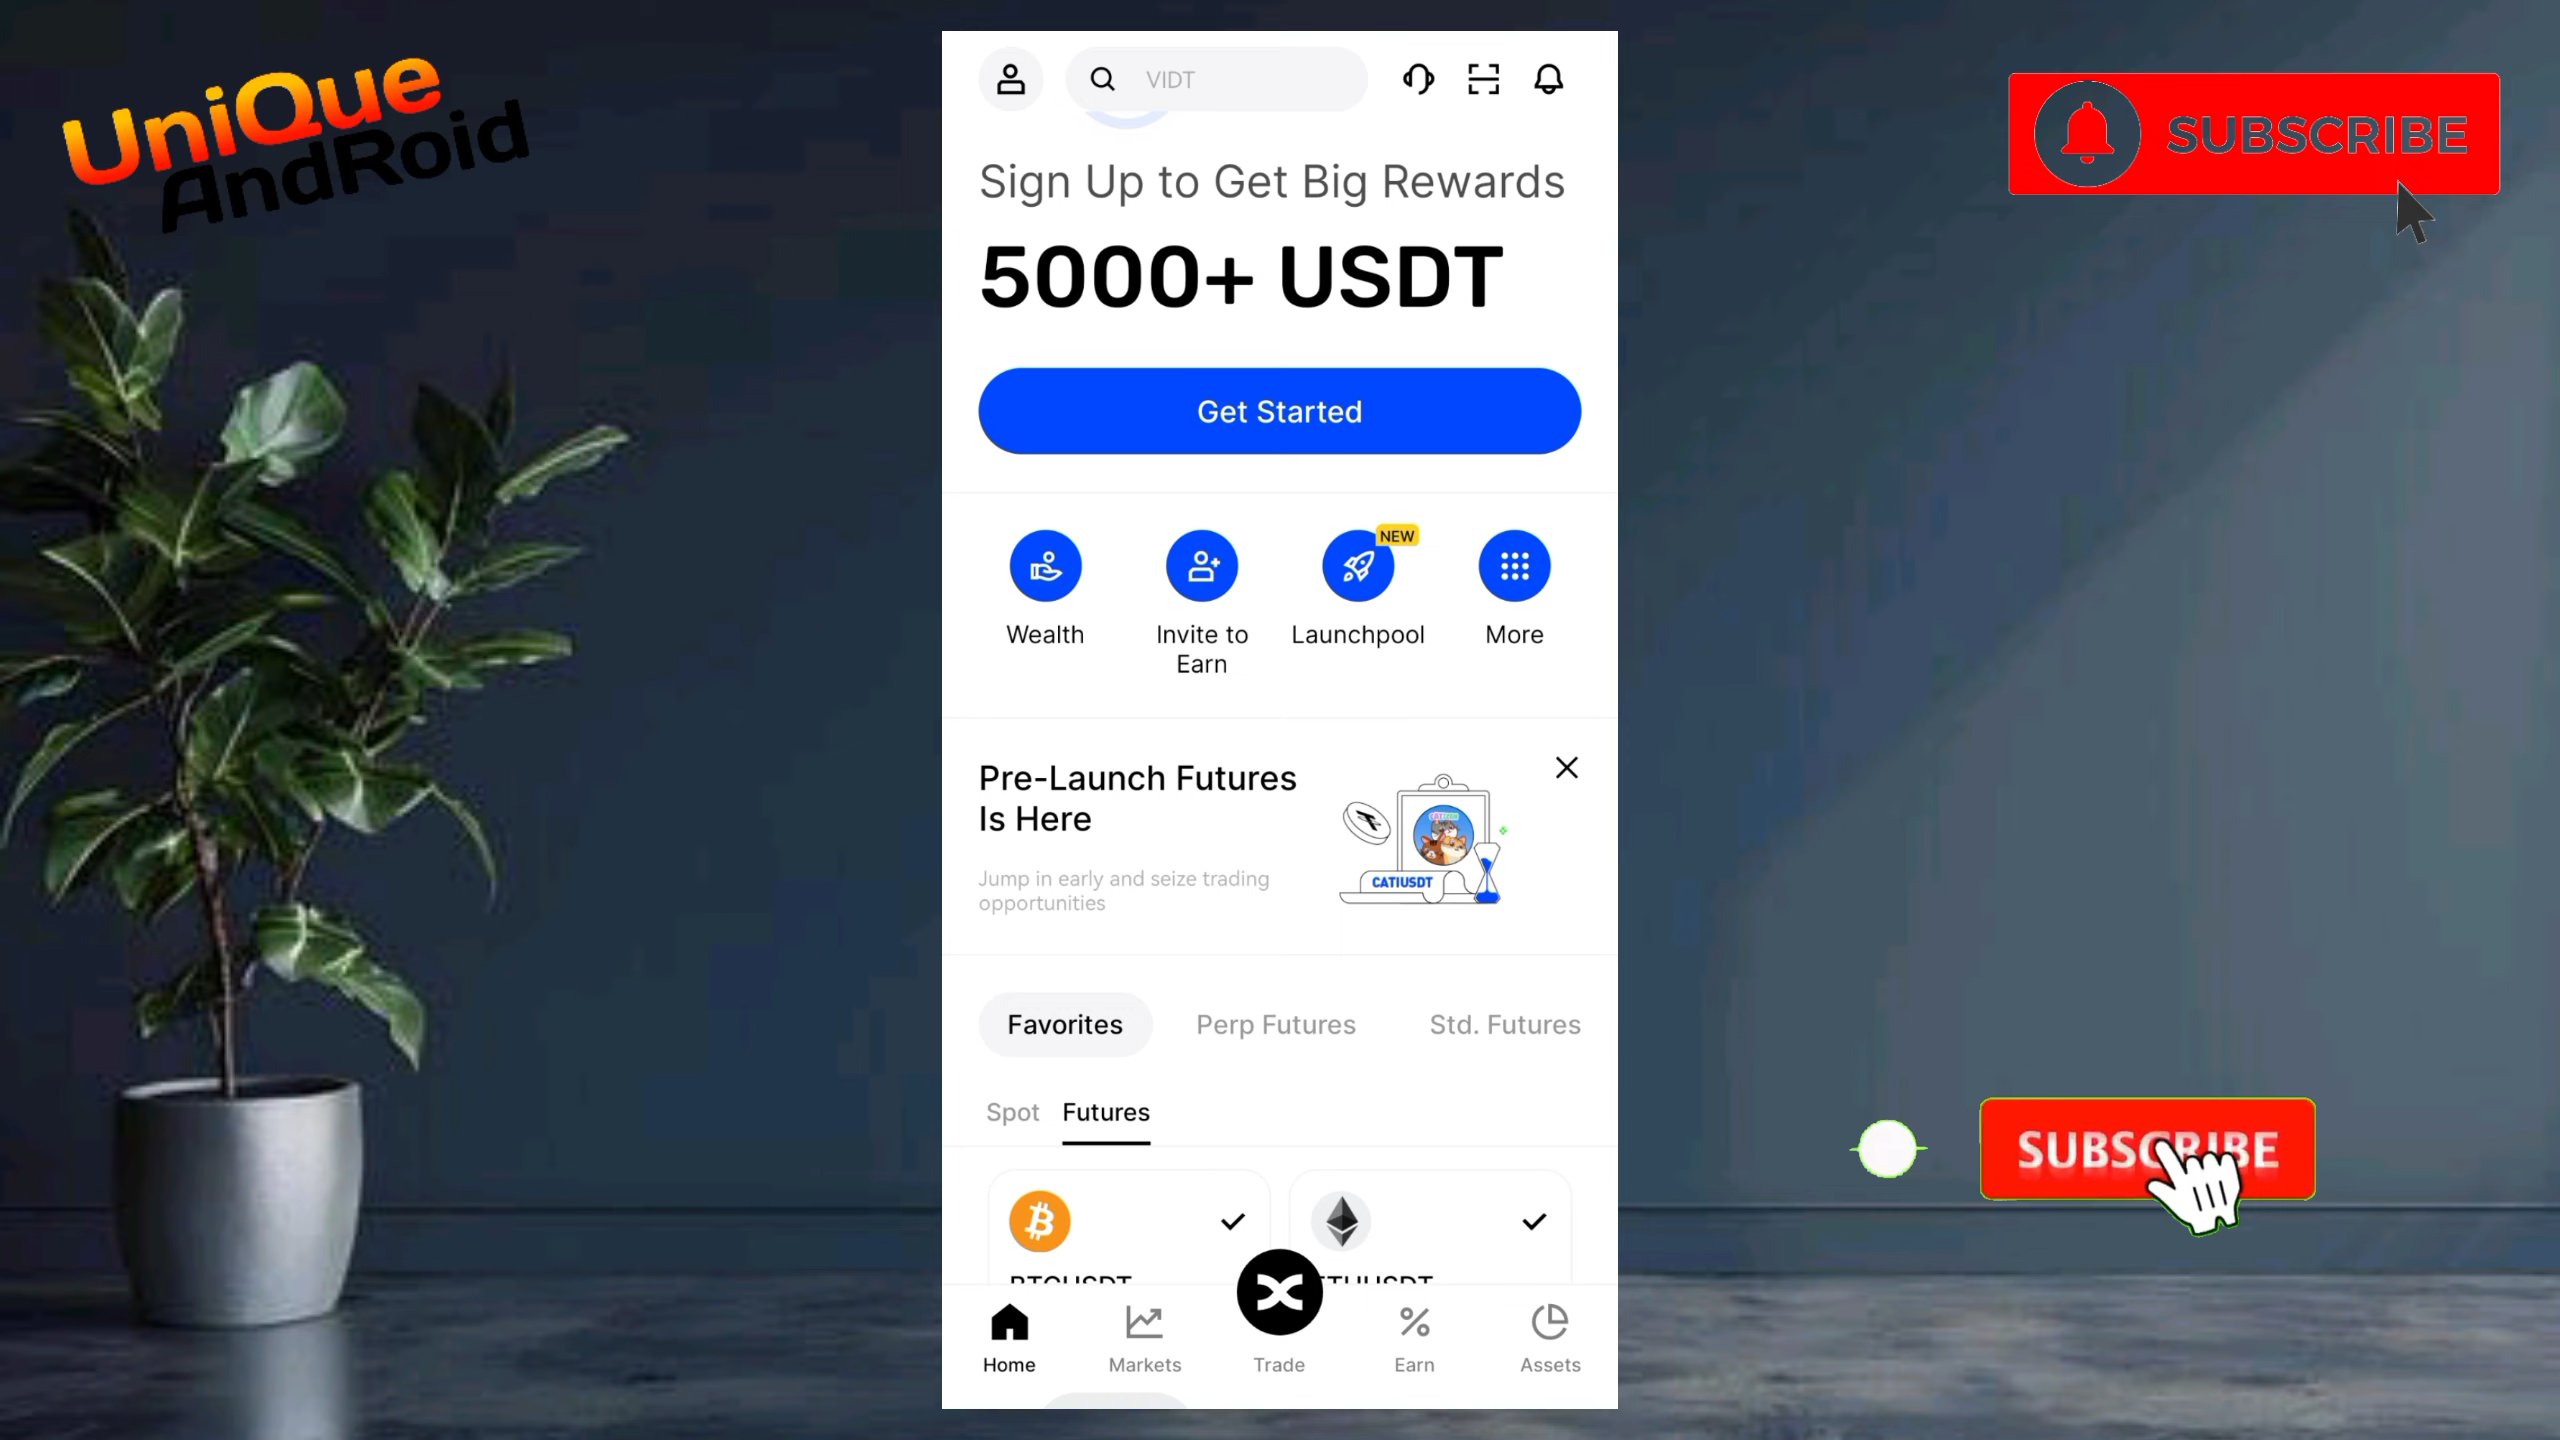 UniQue
AndRoid
SUBSCRIBE
VIDT
Sign Up to Get Big Rewards
5000+ USDT
Get Started
NEW
Wealth
Invite to
Earn
Launchpool
More
Pre-Launch Futures
Is Here
Jump in early and seize trading
opportunities
CATIUSDT
Favorites
Perp Futures
Std. Futures
Spot
Futures
BTCUSDT
ETHUSDT
Home
Markets
Trade
Earn
Assets
SUBSCRIBE